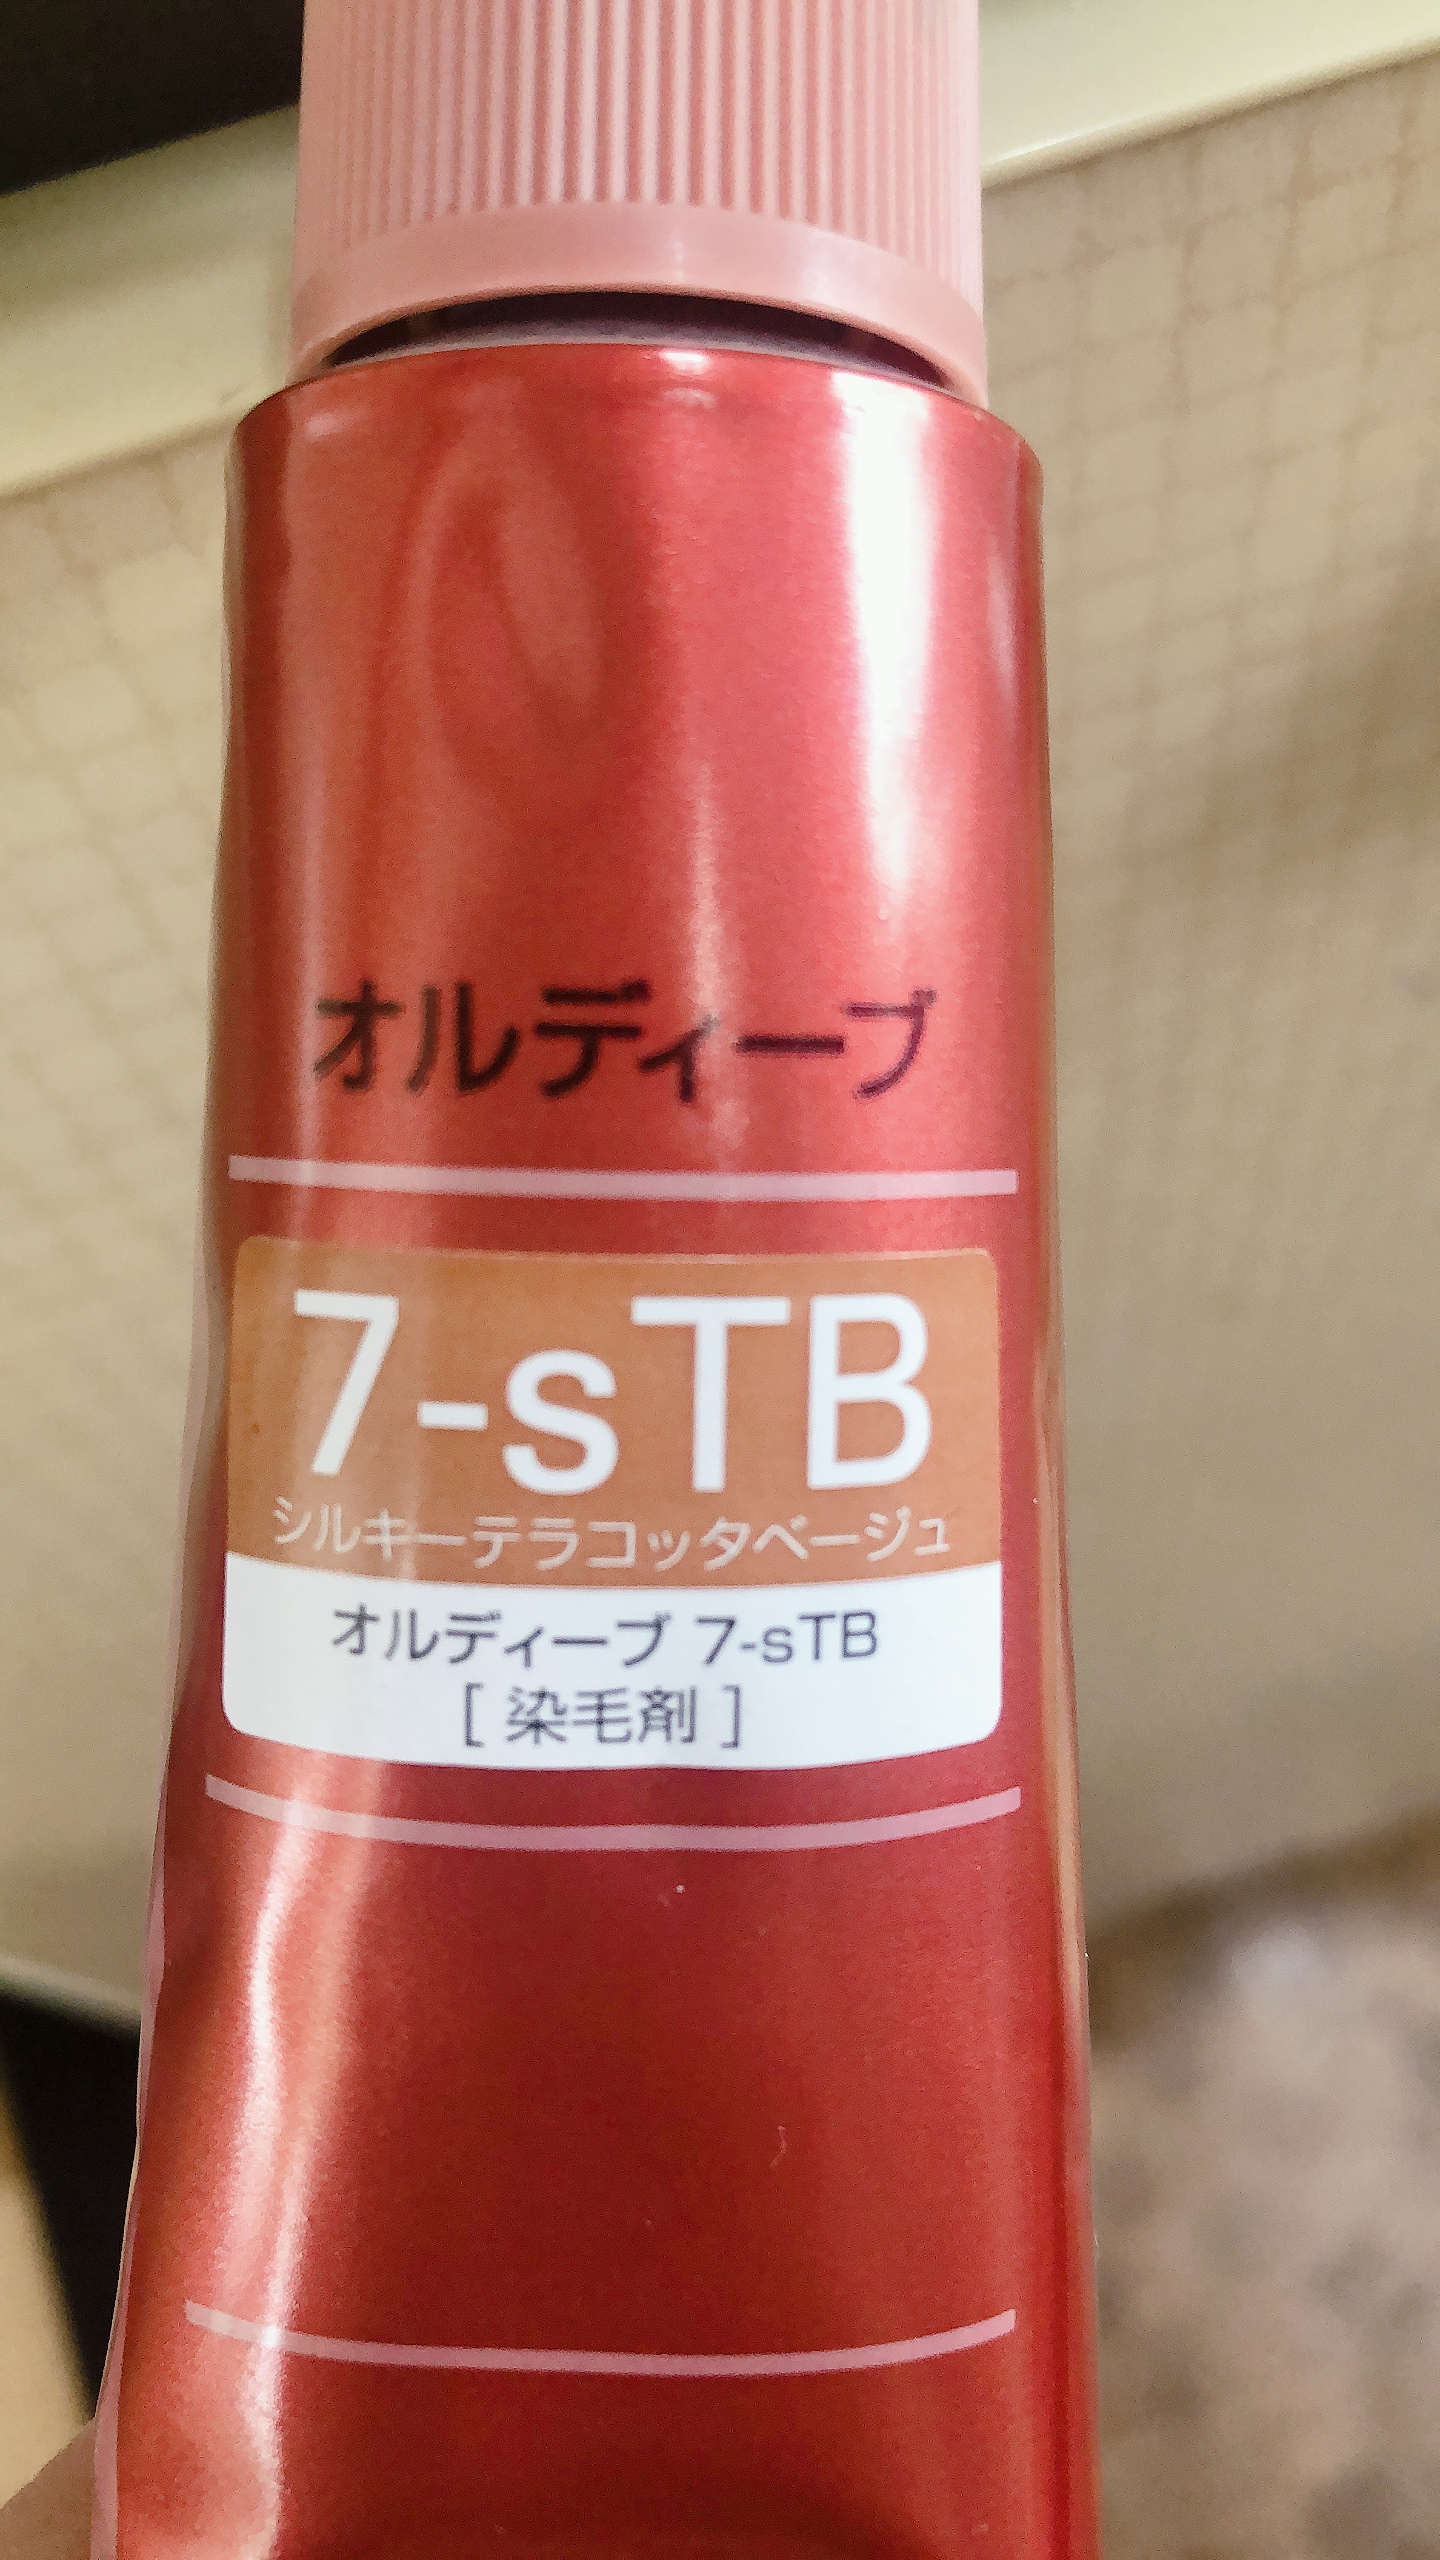 オルディーブ
7-sTB
シルキーテラコッタベージュ
オルディーブ 7-sTB
[ 染毛剤 ]